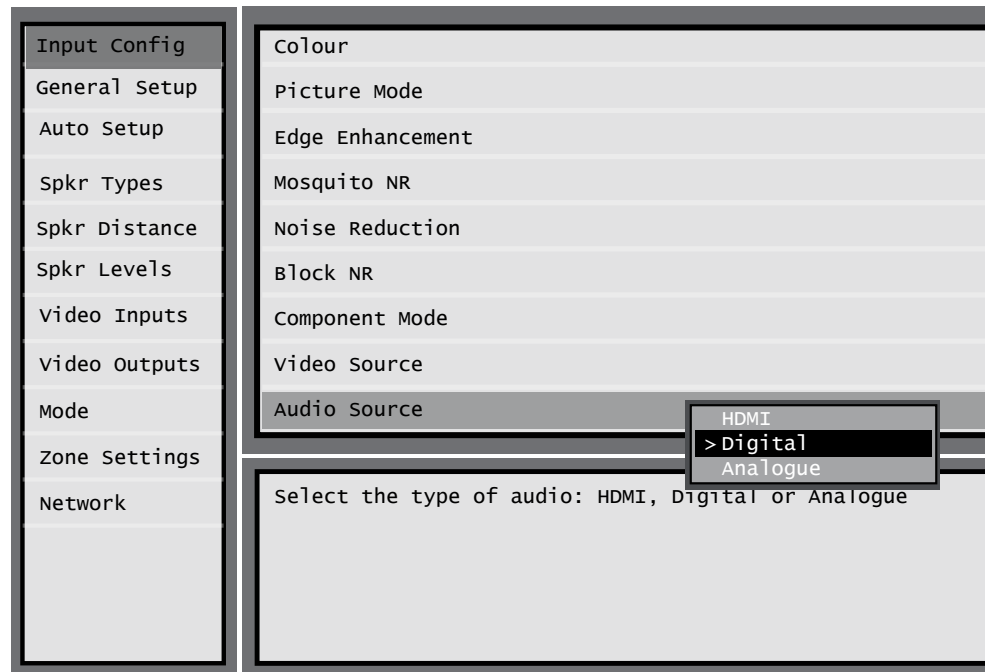 Input Config
General Setup
Auto Setup
Spkr Types
Spkr Distance
Spkr Levels
Video Inputs
Video Outputs
Mode
Zone Settings
Network
Colour
Picture Mode
Edge Enhancement
Mosquito NR
Noise Reduction
Block NR
Component Mode
Video Source
Audio Source
HDMI
>Digital
Analogue
Select the type of audio: HDMI, Digital or Analogue